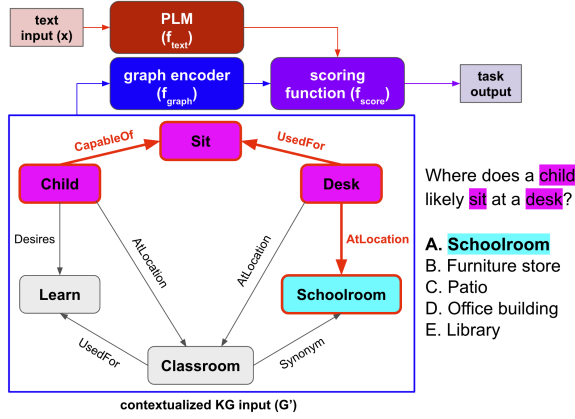 text
input (x)
PLM
(f_text)
graph encoder
(f_graph)
scoring
function (f_score)
task
output
CapableOf
Sit
UsedFor
Child
Desk
Desires
AtLocation
AtLocation
AtLocation
Learn
Schoolroom
UsedFor
Classroom
Synonym
contextualized KG input (G’)
Where does a child
likely sit at a desk?
A. Schoolroom
B. Furniture store
C. Patio
D. Office building
E. Library